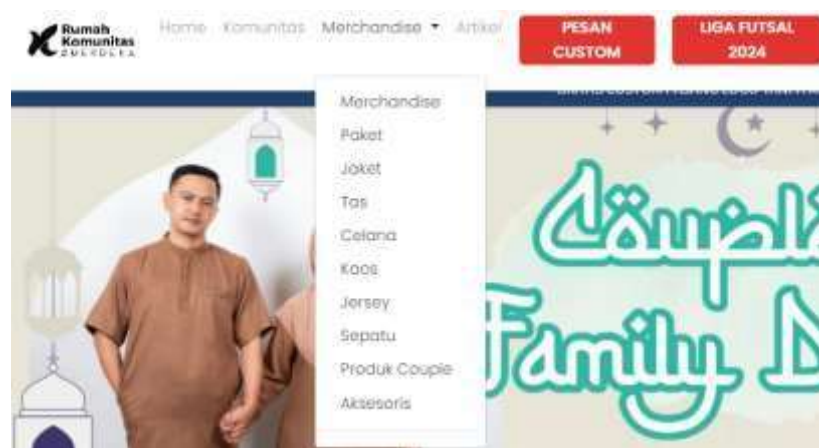 Rumah
Komunitas
Home Komunitas Merchandise Artikel
PESAN
CUSTOM
LIGA FUTSAL
2024
Merchandise
Paket
Jaket
Tas
Celana
Kaos
Jersey
Sepatu
Produk Couple
Aksesoris
Family D